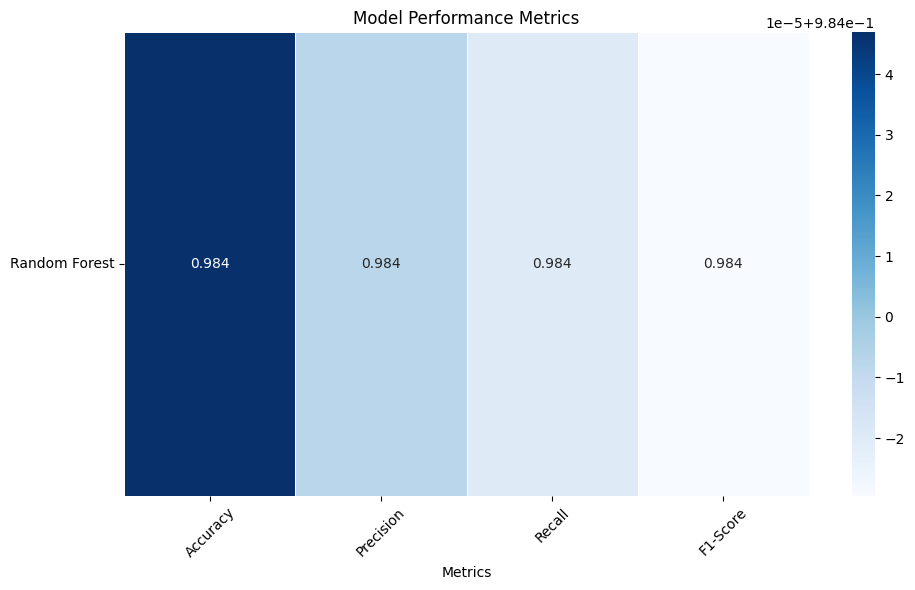 Model Performance Metrics
1e−5+9.84e−1
Random Forest
0.984 0.984 0.984 0.984
4
3
2
1
0
−1
−2
Accuracy Precision Recall F1-Score
Metrics